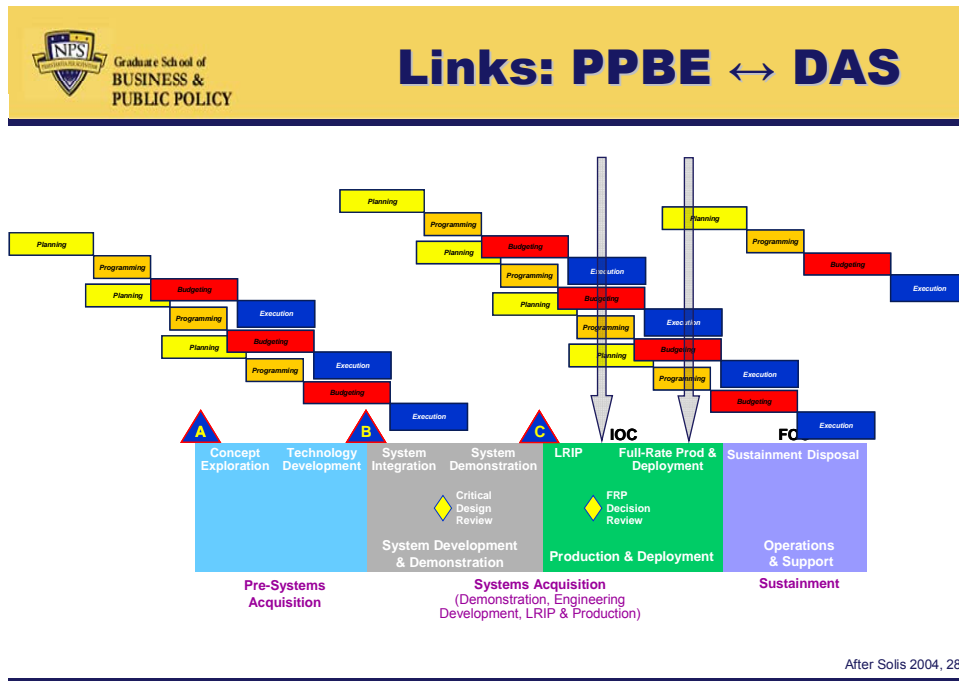 NPS
Graduate School of
BUSINESS &
PUBLIC POLICY
Links: PPBE ↔ DAS
Planning
Planning
Programming
Programming
Planning
Budgeting
Planning
Budgeting
Programming
Execution
Programming
Execution
Budgeting
Planning
Budgeting
Planning
Execution
Programming
Execution
Programming
Budgeting
Planning
Budgeting
Planning
Execution
Programming
Execution
Programming
Budgeting
Budgeting
Execution
Execution
A
B
C
IOC
Concept
Exploration
Technology
Development
System
Integration
System
Demonstration
LRIP
Full-Rate Prod &
Deployment
Sustainment Disposal
Critical
Design
Review
FRP
Decision
Review
System Development
& Demonstration
Production & Deployment
Operations
& Support
Pre-Systems
Acquisition
Systems Acquisition
(Demonstration, Engineering
Development, LRIP & Production)
Sustainment
After Solis 2004, 28